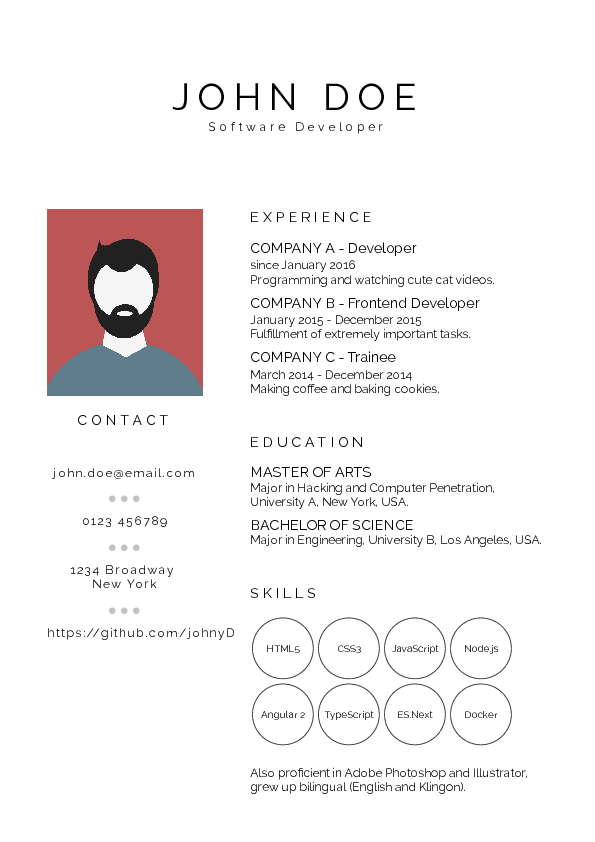 JOHN DOE
Software Developer
CONTACT
john.doe@email.com
0123 456789
1234 Broadway
New York
https://github.com/johnyD
EXPERIENCE
COMPANY A - Developer
since January 2016
Programming and watching cute cat videos.
COMPANY B - Frontend Developer
January 2015 - December 2015
Fulfillment of extremely important tasks.
COMPANY C - Trainee
March 2014 - December 2014
Making coffee and baking cookies.
EDUCATION
MASTER OF ARTS
Major in Hacking and Computer Penetration,
University A, New York, USA.
BACHELOR OF SCIENCE
Major in Engineering, University B, Los Angeles, USA.
SKILLS
HTML5 CSS3 JavaScript Node.js
Angular 2 TypeScript ES.Next Docker
Also proficient in Adobe Photoshop and Illustrator,
grew up bilingual (English and Klingon).